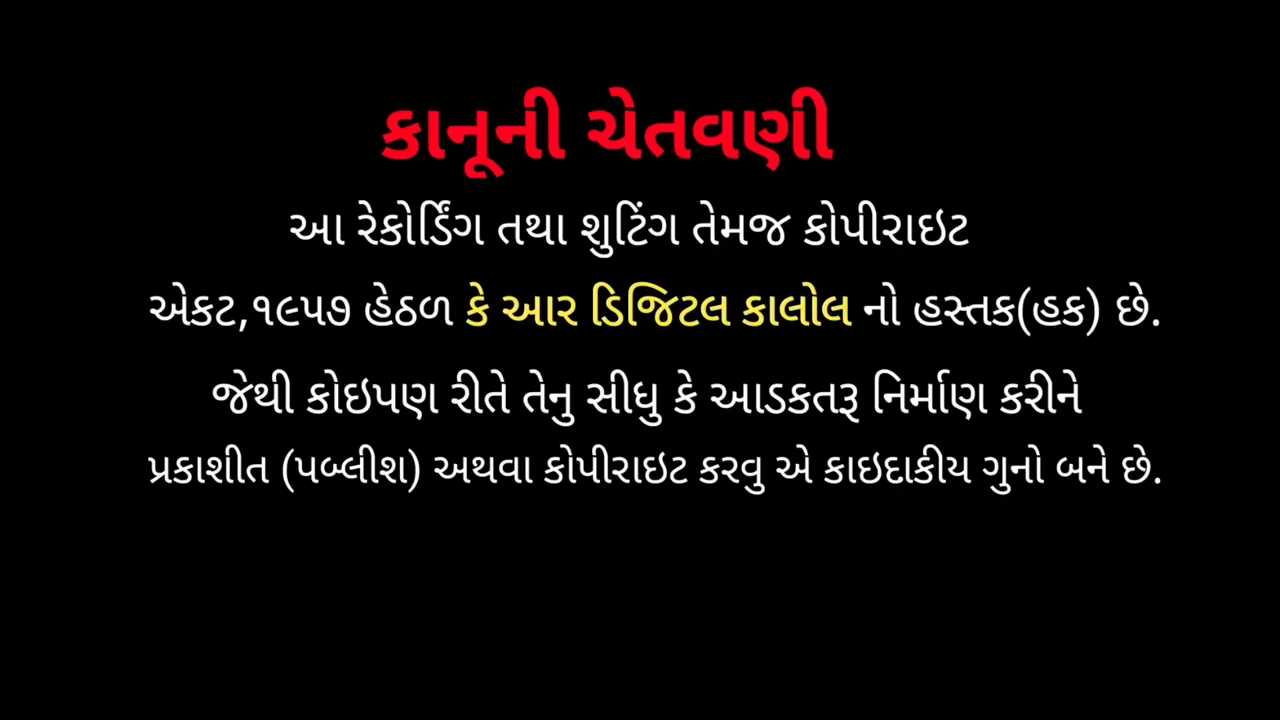 કાનૂની ચેતવણી
આ રેકોર્ડિંગ તથા શુટિંગ તેમજ કોપીરાઇટ
એકટ,૧૯૫૭ હેઠળ કે આર ડિજિટલ કાલોલ નો હસ્તક(હક) છે.
જેથી કોઇપણ રીતે તેનુ સીધુ કે આડકતરૂ નિર્માણ કરીને
પ્રકાશીત (પબ્લીશ) અથવા કોપીરાઇટ કરવુ એ કાઇદાકીય ગુનો બને છે.